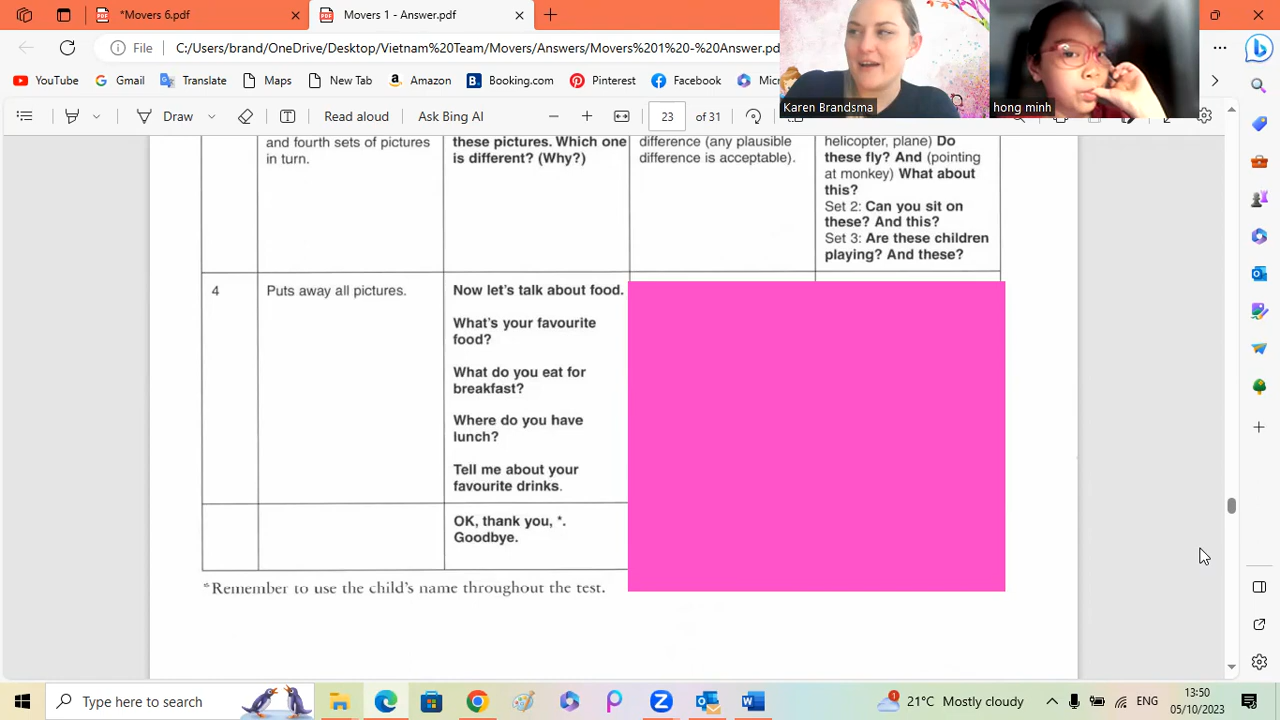 *Movers 6.pdf
Movers 1 - Answer.pdf
File
C:/Users/brand/OneDrive/Desktop/Vietnam%20Team/Movers/Answers/Movers%201%20-%20Answer.pdf
YouTube
Gmail
Translate
Maps
New Tab
Amazon
Booking.com
Pinterest
Facebook
Karen Brandsma
hong minh
Draw
Read aloud
Ask Bing AI
23
of 31
and fourth sets of pictures
in turn.
these pictures. Which one
is different? (Why?)
difference (any plausible
difference is acceptable).
helicopter, plane) Do
these fly? And (pointing
at monkey) What about
this?
Set 2: Can you sit on
these? And this?
Set 3: Are these children
playing? And these?
4
Puts away all pictures.
Now let's talk about food.
What's your favourite
food?
What do you eat for
breakfast?
Where do you have
lunch?
Tell me about your
favourite drinks.
OK, thank you, *.
Goodbye.
*Remember to use the child's name throughout the test.
Type here to search
1
21°C Mostly cloudy
ENG
13:50
05/10/2023